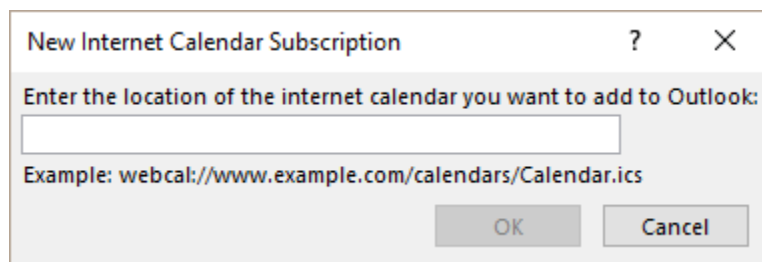 New Internet Calendar Subscription ? ✕
Enter the location of the internet calendar you want to add to Outlook:
Example: webcal://www.example.com/calendars/Calendar.ics
OK Cancel